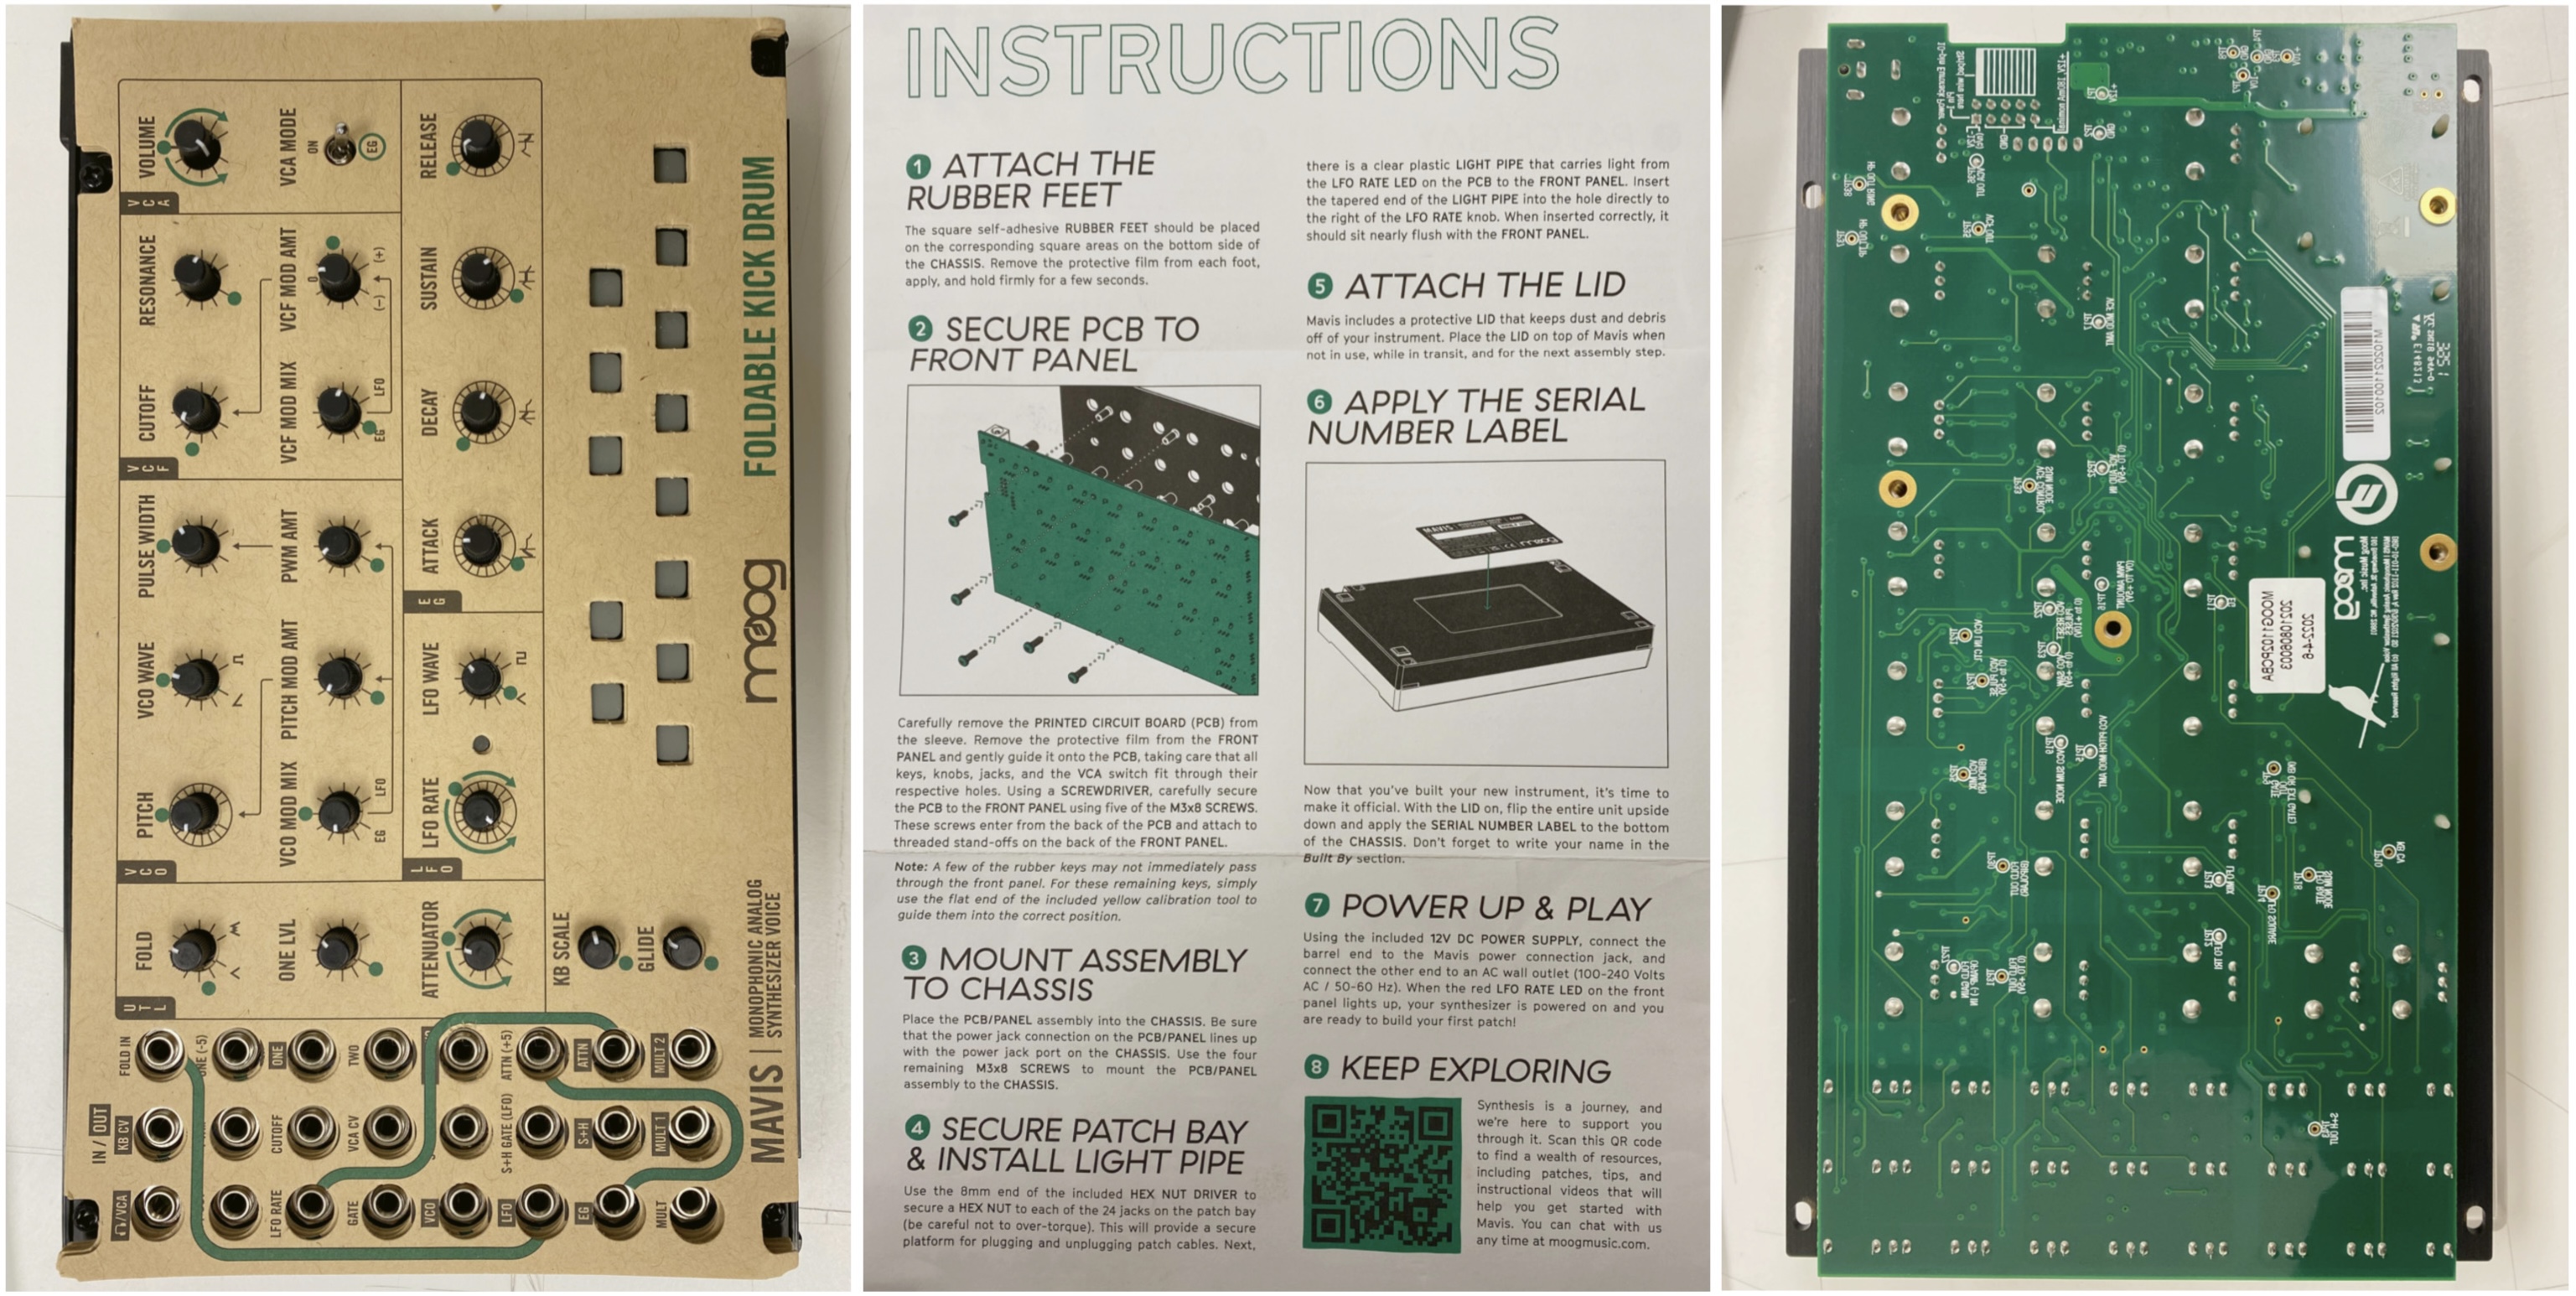 VOLUME
VCA MODE
ON
EG
RELEASE
VCA
RESONANCE
VCF MOD AMT
(-)
0
(+)
SUSTAIN
CUTOFF
VCF MOD MIX
EG
LFO
DECAY
VCF
PULSE WIDTH
PWM AMT
ATTACK
EG
VCO WAVE
PITCH MOD AMT
LFO WAVE
PITCH
VCO MOD MIX
EG
LFO
LFO RATE
VCO
LFO
FOLD
ONE LVL
ATTENUATOR
KB SCALE
GLIDE
UTL
FOLDABLE KICK DRUM
moog
MAVIS | MONOPHONIC ANALOG
SYNTHESIZER VOICE
IN / OUT
FOLD IN
ONE (-5)
ONE
TWO
ATTN (+5)
ATTN
MULT 2
KB CV
CUTOFF
VCA CV
S+H GATE (LFO)
S+H
MULT 1
/VCA
LFO RATE
GATE
VCO
LFO
EG
MULT
INSTRUCTIONS
1 ATTACH THE
RUBBER FEET
The square self-adhesive RUBBER FEET should be placed
on the corresponding square areas on the bottom side of
the CHASSIS. Remove the protective film from each foot,
apply, and hold firmly for a few seconds.
2 SECURE PCB TO
FRONT PANEL
Carefully remove the PRINTED CIRCUIT BOARD (PCB) from
the sleeve. Remove the protective film from the FRONT
PANEL and gently guide it onto the PCB, taking care that all
keys, knobs, jacks, and the VCA switch fit through their
respective holes. Using a SCREWDRIVER, carefully secure
the PCB to the FRONT PANEL using five of the M3x8 SCREWS.
These screws enter from the back of the PCB and attach to
threaded stand-offs on the back of the FRONT PANEL.
Note: A few of the rubber keys may not immediately pass
through the front panel. For these remaining keys, simply
use the flat end of the included yellow calibration tool to
guide them into the correct position.
3 MOUNT ASSEMBLY
TO CHASSIS
Place the PCB/PANEL assembly into the CHASSIS. Be sure
that the power jack connection on the PCB/PANEL lines up
with the power jack port on the CHASSIS. Use the four
remaining M3x8 SCREWS to mount the PCB/PANEL
assembly to the CHASSIS.
4 SECURE PATCH BAY
& INSTALL LIGHT PIPE
Use the 8mm end of the included HEX NUT DRIVER to
secure a HEX NUT to each of the 24 jacks on the patch bay
(be careful not to over-torque). This will provide a secure
platform for plugging and unplugging patch cables. Next,
there is a clear plastic LIGHT PIPE that carries light from
the LFO RATE LED on the PCB to the FRONT PANEL. Insert
the tapered end of the LIGHT PIPE into the hole directly to
the right of the LFO RATE knob. When inserted correctly, it
should sit nearly flush with the FRONT PANEL.
5 ATTACH THE LID
Mavis includes a protective LID that keeps dust and debris
off of your instrument. Place the LID on top of Mavis when
not in use, while in transit, and for the next assembly step.
6 APPLY THE SERIAL
NUMBER LABEL
MAVIS
Now that you've built your new instrument, it's time to
make it official. With the LID on, flip the entire unit upside
down and apply the SERIAL NUMBER LABEL to the bottom
of the CHASSIS. Don't forget to write your name in the
Built By section.
7 POWER UP & PLAY
Using the included 12V DC POWER SUPPLY, connect the
barrel end to the Mavis power connection jack, and
connect the other end to an AC wall outlet (100-240 Volts
AC / 50-60 Hz). When the red LFO RATE LED on the front
panel lights up, your synthesizer is powered on and you
are ready to build your first patch!
8 KEEP EXPLORING
Synthesis is a journey, and
we're here to support you
through it. Scan this QR code
to find a wealth of resources,
including patches, tips, and
instructional videos that will
help you get started with
Mavis. You can chat with us
any time at moogmusic.com.
moog
Moog Music Inc.
MOOG1102PCBA
20210806003
2022-44-6
VCO PITCH MOD AMT
VCO SUM NODE
PWM AMOUNT
LFO SQUARE
S+H OUT
KB CV